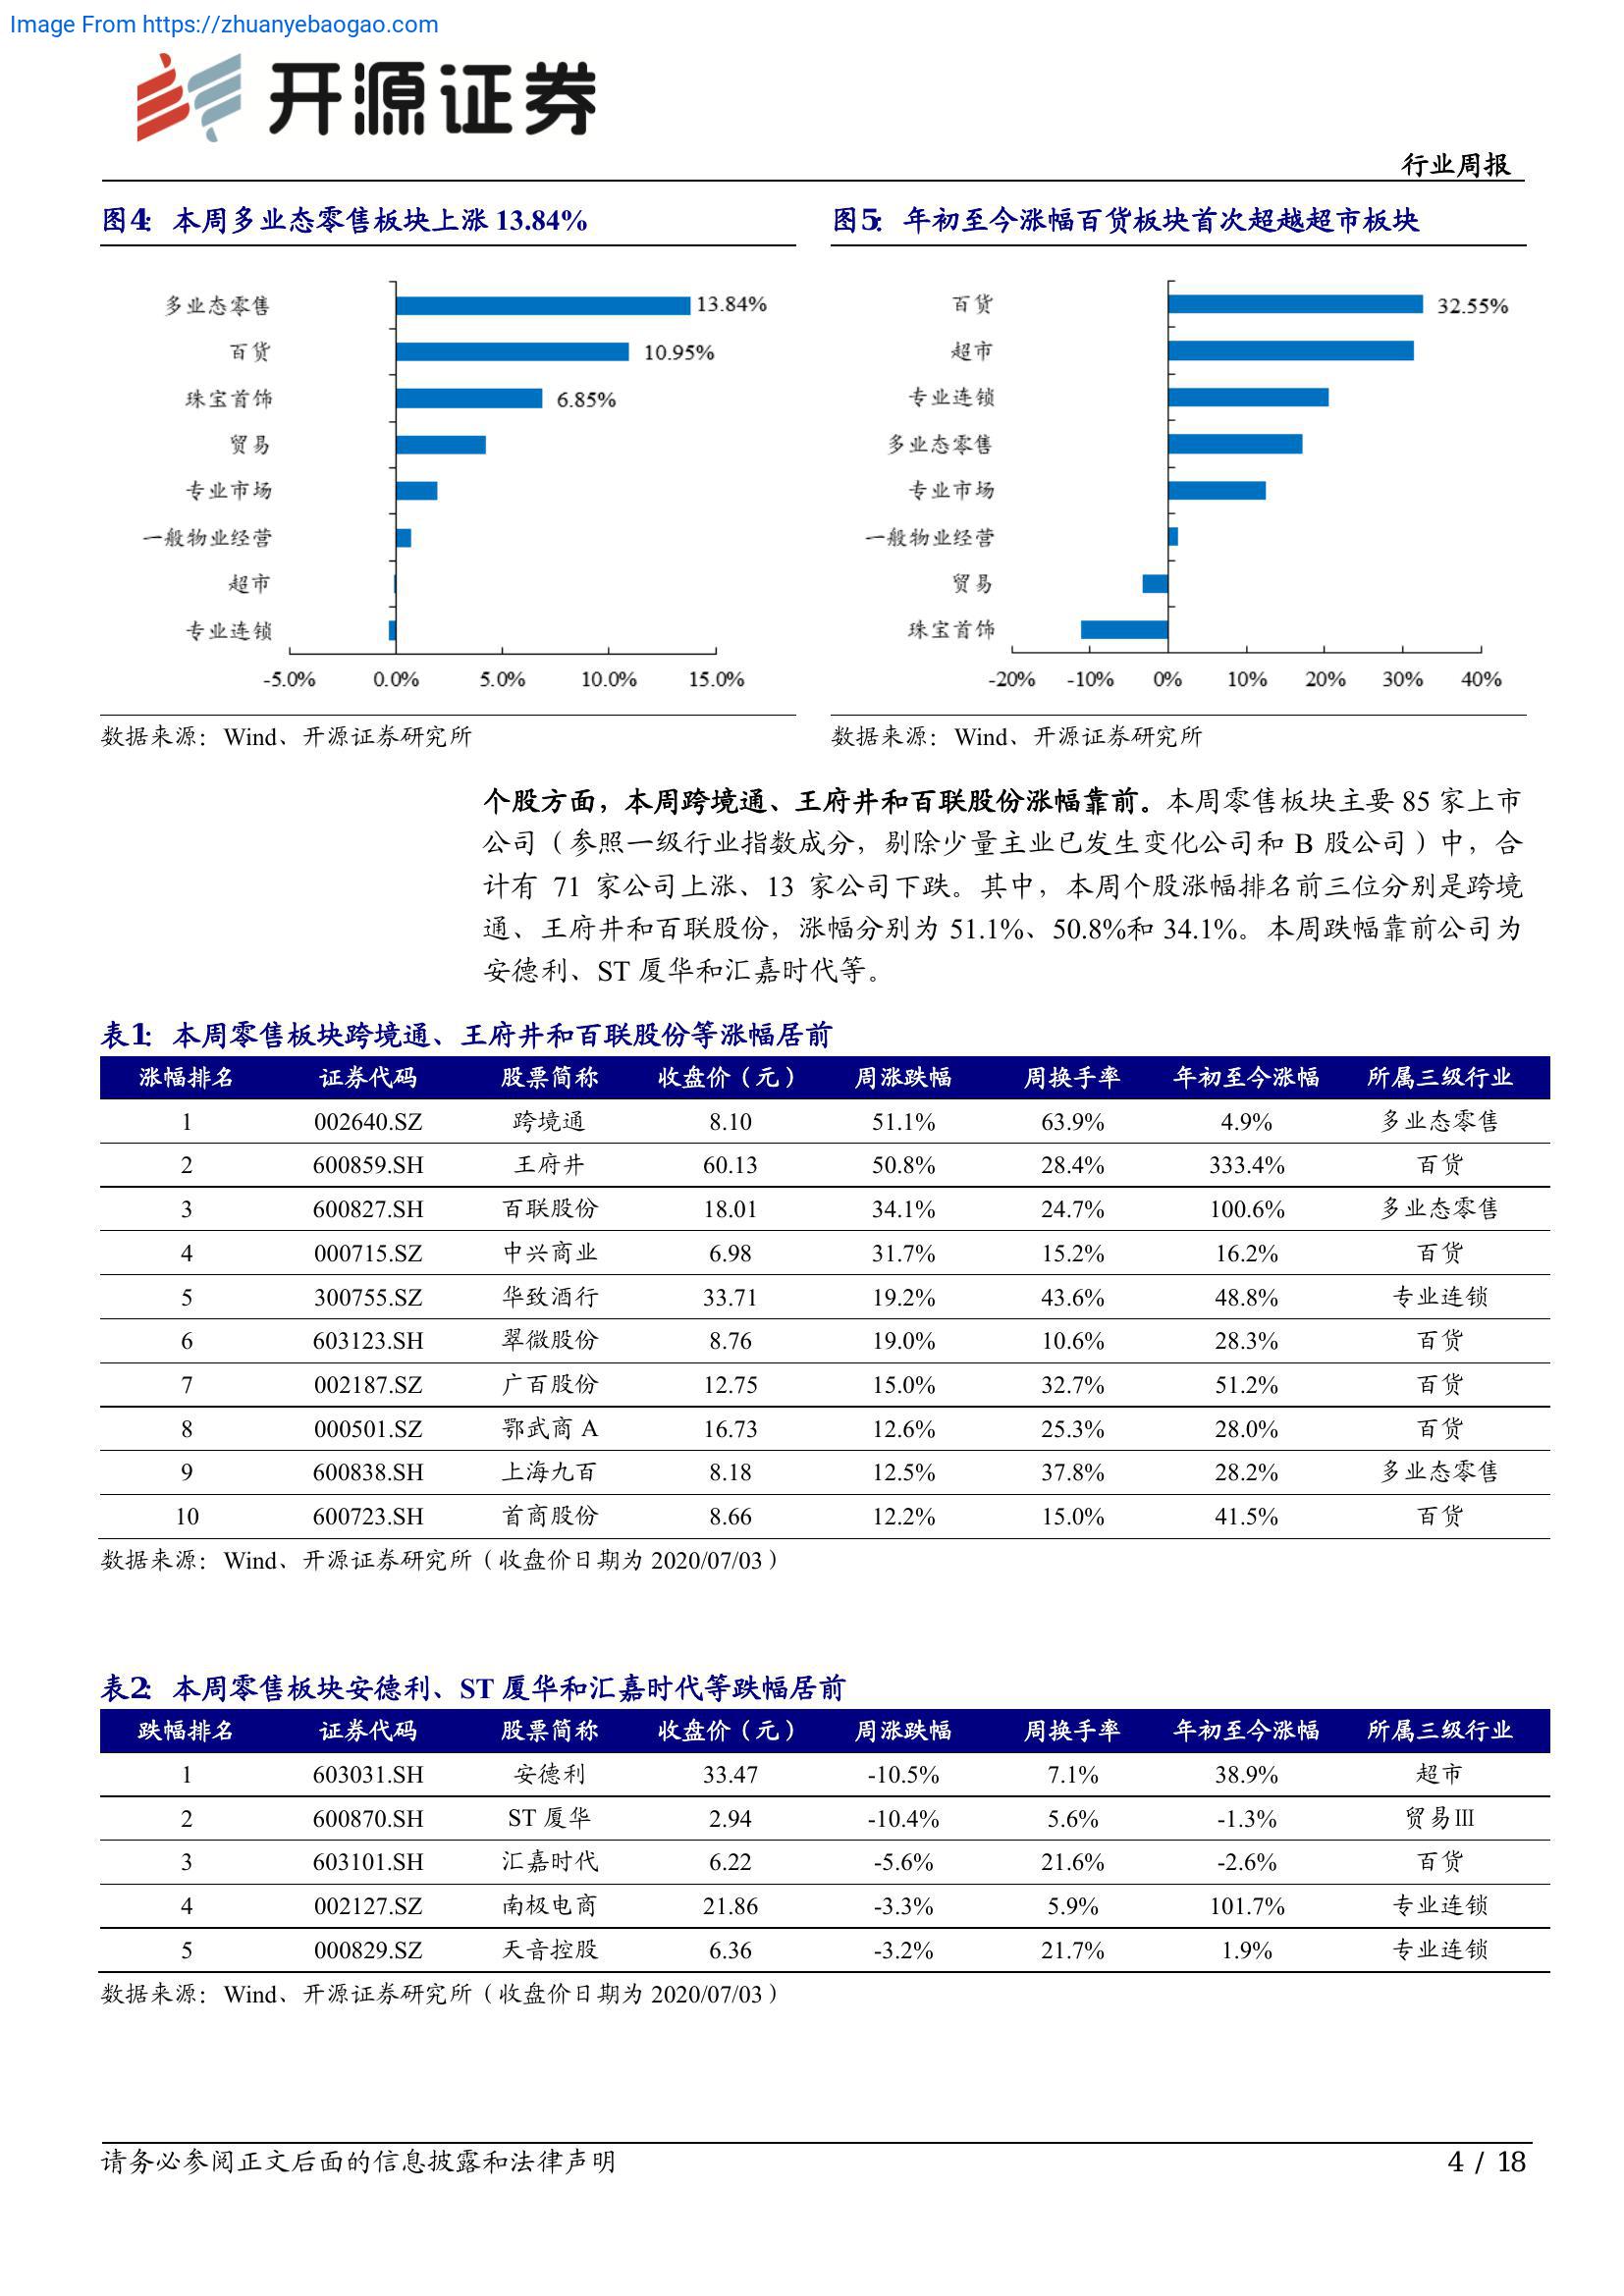 Image From https://zhuanyebaogao.com
开源证券
行业周报
图4： 本周多业态零售板块上涨 13.84%
多业态零售 13.84%
百货 10.95%
珠宝首饰 6.85%
贸易
专业市场
一般物业经营
超市
专业连锁
-5.0% 0.0% 5.0% 10.0% 15.0%
数据来源：Wind、开源证券研究所
图5： 年初至今涨幅百货板块首次超越超市板块
百货 32.55%
超市
专业连锁
多业态零售
专业市场
一般物业经营
贸易
珠宝首饰
-20% -10% 0% 10% 20% 30% 40%
数据来源：Wind、开源证券研究所
个股方面，本周跨境通、王府井和百联股份涨幅靠前。本周零售板块主要 85 家上市
公司（参照一级行业指数成分，剔除少量主业已发生变化公司和 B 股公司）中，合
计有 71 家公司上涨、13 家公司下跌。其中，本周个股涨幅排名前三位分别是跨境
通、王府井和百联股份，涨幅分别为 51.1%、50.8%和 34.1%。本周跌幅靠前公司为
安德利、ST 厦华和汇嘉时代等。
表1： 本周零售板块跨境通、王府井和百联股份等涨幅居前
涨幅排名 证券代码 股票简称 收盘价（元） 周涨跌幅 周换手率 年初至今涨幅 所属三级行业
1 002640.SZ 跨境通 8.10 51.1% 63.9% 4.9% 多业态零售
2 600859.SH 王府井 60.13 50.8% 28.4% 333.4% 百货
3 600827.SH 百联股份 18.01 34.1% 24.7% 100.6% 多业态零售
4 000715.SZ 中兴商业 6.98 31.7% 15.2% 16.2% 百货
5 300755.SZ 华致酒行 33.71 19.2% 43.6% 48.8% 专业连锁
6 603123.SH 翠微股份 8.76 19.0% 10.6% 28.3% 百货
7 002187.SZ 广百股份 12.75 15.0% 32.7% 51.2% 百货
8 000501.SZ 鄂武商 A 16.73 12.6% 25.3% 28.0% 百货
9 600838.SH 上海九百 8.18 12.5% 37.8% 28.2% 多业态零售
10 600723.SH 首商股份 8.66 12.2% 15.0% 41.5% 百货
数据来源：Wind、开源证券研究所（收盘价日期为 2020/07/03）
表2： 本周零售板块安德利、ST 厦华和汇嘉时代等跌幅居前
跌幅排名 证券代码 股票简称 收盘价（元） 周涨跌幅 周换手率 年初至今涨幅 所属三级行业
1 603031.SH 安德利 33.47 -10.5% 7.1% 38.9% 超市
2 600870.SH ST 厦华 2.94 -10.4% 5.6% -1.3% 贸易Ⅲ
3 603101.SH 汇嘉时代 6.22 -5.6% 21.6% -2.6% 百货
4 002127.SZ 南极电商 21.86 -3.3% 5.9% 101.7% 专业连锁
5 000829.SZ 天音控股 6.36 -3.2% 21.7% 1.9% 专业连锁
数据来源：Wind、开源证券研究所（收盘价日期为 2020/07/03）
请务必参阅正文后面的信息披露和法律声明
4 / 18